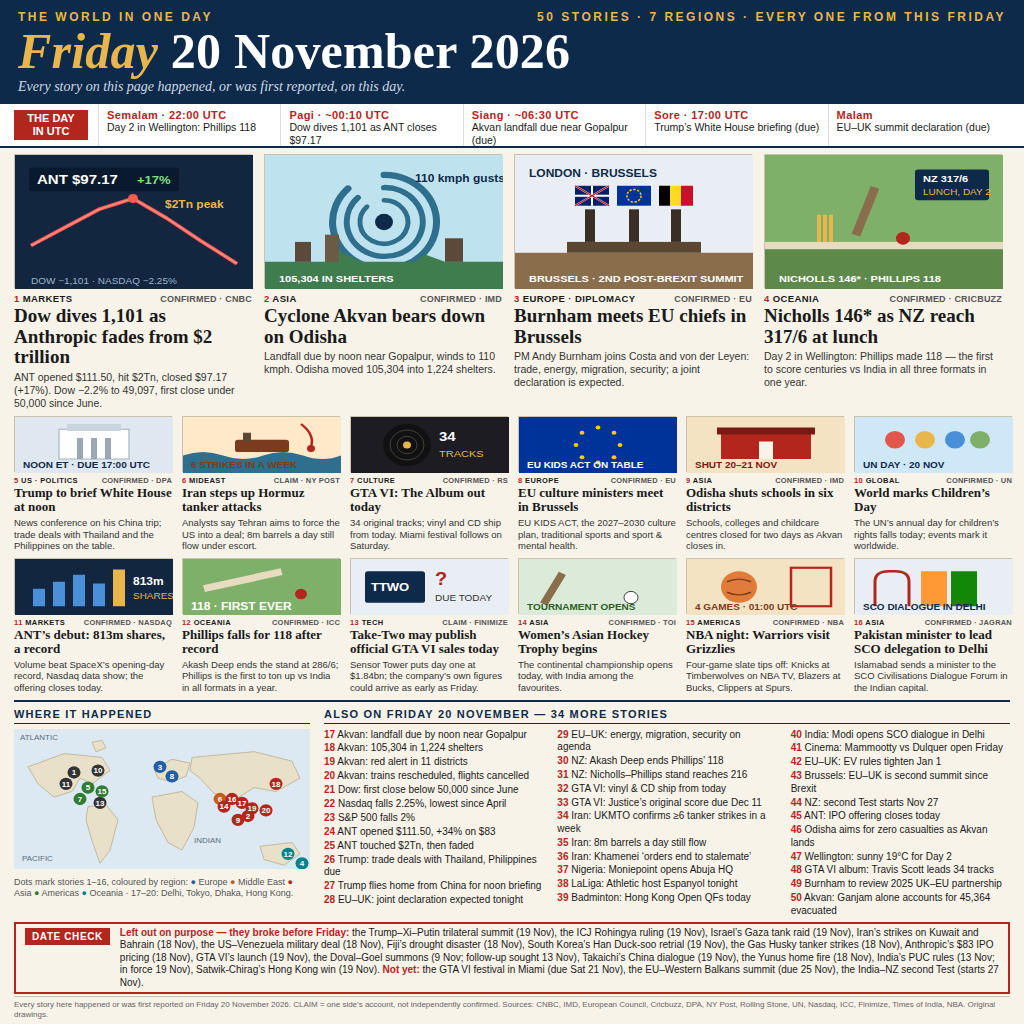 THE WORLD IN ONE DAY
50 STORIES · 7 REGIONS · EVERY ONE FROM THIS FRIDAY
Friday 20 November 2026
Every story on this page happened, or was first reported, on this day.
THE DAY
IN UTC
Semalam · 22:00 UTC
Day 2 in Wellington: Phillips 118
Pagi · ~00:10 UTC
Dow dives 1,101 as ANT closes
$97.17
Siang · ~06:30 UTC
Akvan landfall due near Gopalpur
(due)
Sore · 17:00 UTC
Trump's White House briefing (due)
Malam
EU–UK summit declaration (due)
ANT $97.17 +17%
$2Tn peak
DOW −1,101 · NASDAQ −2.25%
1 MARKETS CONFIRMED · CNBC
Dow dives 1,101 as
Anthropic fades from $2
trillion
ANT opened $111.50, hit $2Tn, closed $97.17
(+17%). Dow −2.2% to 49,097, first close under
50,000 since June.
110 kmph gusts
105,304 IN SHELTERS
2 ASIA CONFIRMED · IMD
Cyclone Akvan bears down
on Odisha
Landfall due by noon near Gopalpur, winds to 110
kmph. Odisha moved 105,304 into 1,224 shelters.
LONDON · BRUSSELS
BRUSSELS · 2ND POST-BREXIT SUMMIT
3 EUROPE · DIPLOMACY CONFIRMED · EU
Burnham meets EU chiefs in
Brussels
PM Andy Burnham joins Costa and von der Leyen:
trade, energy, migration, security; a joint
declaration is expected.
NZ 317/6
LUNCH, DAY 2
NICHOLLS 146* · PHILLIPS 118
4 OCEANIA CONFIRMED · CRICBUZZ
Nicholls 146* as NZ reach
317/6 at lunch
Day 2 in Wellington: Phillips made 118 — the first
to score centuries vs India in all three formats in
one year.
NOON ET · DUE 17:00 UTC
5 US · POLITICS CONFIRMED · DPA
Trump to brief White House
at noon
News conference on his China trip;
trade deals with Thailand and the
Philippines on the table.
6 STRIKES IN A WEEK
6 MIDEAST CLAIM · NY POST
Iran steps up Hormuz
tanker attacks
Analysts say Tehran aims to force the
US into a deal; 8m barrels a day still
flow under escort.
34
TRACKS
7 CULTURE CONFIRMED · RS
GTA VI: The Album out
today
34 original tracks; vinyl and CD ship
from today. Miami festival follows on
Saturday.
EU KIDS ACT ON TABLE
8 EUROPE CONFIRMED · EU
EU culture ministers meet
in Brussels
EU KIDS ACT, the 2027–2030 culture
plan, traditional sports and sport &
mental health.
SHUT 20–21 NOV
9 ASIA CONFIRMED · IMD
Odisha shuts schools in six
districts
Schools, colleges and childcare
centres closed for two days as Akvan
closes in.
UN DAY · 20 NOV
10 GLOBAL CONFIRMED · UN
World marks Children's
Day
The UN's annual day for children's
rights falls today; events mark it
worldwide.
813m
SHARES
11 MARKETS CONFIRMED · NASDAQ
ANT's debut: 813m shares,
a record
Volume beat SpaceX's opening-day
record, Nasdaq data show; the
offering closes today.
118 · FIRST EVER
12 OCEANIA CONFIRMED · ICC
Phillips falls for 118 after
record
Akash Deep ends the stand at 286/6;
Phillips is the first to ton up vs India
in all formats in a year.
TTWO
?
DUE TODAY
13 TECH CLAIM · FINIMIZE
Take-Two may publish
official GTA VI sales today
Sensor Tower puts day one at
$1.84bn; the company's own figures
could arrive as early as Friday.
TOURNAMENT OPENS
14 ASIA CONFIRMED · TOI
Women's Asian Hockey
Trophy begins
The continental championship opens
today, with India among the
favourites.
4 GAMES · 01:00 UTC
15 AMERICAS CONFIRMED · NBA
NBA night: Warriors visit
Grizzlies
Four-game slate tips off: Knicks at
Timberwolves on NBA TV, Blazers at
Bucks, Clippers at Spurs.
SCO DIALOGUE IN DELHI
16 ASIA CONFIRMED · JAGRAN
Pakistan minister to lead
SCO delegation to Delhi
Islamabad sends a minister to the
SCO Civilisations Dialogue Forum in
the Indian capital.
WHERE IT HAPPENED
ATLANTIC
1
10
11
5
15
7
13
3
8
6
16
14
17
19
2
9
20
18
INDIAN
PACIFIC
12
4
Dots mark stories 1–16, coloured by region: ● Europe ● Middle East ●
Asia ● Americas ● Oceania · 17–20: Delhi, Tokyo, Dhaka, Hong Kong.
ALSO ON FRIDAY 20 NOVEMBER — 34 MORE STORIES
17 Akvan: landfall due by noon near Gopalpur
18 Akvan: 105,304 in 1,224 shelters
19 Akvan: red alert in 11 districts
20 Akvan: trains rescheduled, flights cancelled
21 Dow: first close below 50,000 since June
22 Nasdaq falls 2.25%, lowest since April
23 S&P 500 falls 2%
24 ANT opened $111.50, +34% on $83
25 ANT touched $2Tn, then faded
26 Trump: trade deals with Thailand, Philippines
due
27 Trump flies home from China for noon briefing
28 EU–UK: joint declaration expected tonight
29 EU–UK: energy, migration, security on
agenda
30 NZ: Akash Deep ends Phillips' 118
31 NZ: Nicholls–Phillips stand reaches 216
32 GTA VI: vinyl & CD ship from today
33 GTA VI: Justice's original score due Dec 11
34 Iran: UKMTO confirms ≥6 tanker strikes in a
week
35 Iran: 8m barrels a day still flow
36 Iran: Khamenei 'orders end to stalemate'
37 Nigeria: Moniepoint opens Abuja HQ
38 LaLiga: Athletic host Espanyol tonight
39 Badminton: Hong Kong Open QFs today
40 India: Modi opens SCO dialogue in Delhi
41 Cinema: Mammootty vs Dulquer open Friday
42 EU–UK: EV rules tighten Jan 1
43 Brussels: EU–UK is second summit since
Brexit
44 NZ: second Test starts Nov 27
45 ANT: IPO offering closes today
46 Odisha aims for zero casualties as Akvan
lands
47 Wellington: sunny 19°C for Day 2
48 GTA VI album: Travis Scott leads 34 tracks
49 Burnham to review 2025 UK–EU partnership
50 Akvan: Ganjam alone accounts for 45,364
evacuated
DATE CHECK
Left out on purpose — they broke before Friday: the Trump–Xi–Putin trilateral summit (19 Nov), the ICJ Rohingya ruling (19 Nov), Israel's Gaza tank raid (19 Nov), Iran's strikes on Kuwait and
Bahrain (18 Nov), the US–Venezuela military deal (18 Nov), Fiji's drought disaster (18 Nov), South Korea's Han Duck-soo retrial (19 Nov), the Gas Husky tanker strikes (18 Nov), Anthropic's $83 IPO
pricing (18 Nov), GTA VI's launch (19 Nov), the Doval–Goel summons (9 Nov; follow-up sought 13 Nov), Takaichi's China dialogue (19 Nov), the Yunus home fire (18 Nov), India's PUC rules (13 Nov;
in force 19 Nov), Satwik-Chirag's Hong Kong win (19 Nov). Not yet: the GTA VI festival in Miami (due Sat 21 Nov), the EU–Western Balkans summit (due 25 Nov), the India–NZ second Test (starts 27
Nov).
Every story here happened or was first reported on Friday 20 November 2026. CLAIM = one side's account, not independently confirmed. Sources: CNBC, IMD, European Council, Cricbuzz, DPA, NY Post, Rolling Stone, UN, Nasdaq, ICC, Finimize, Times of India, NBA. Original
drawings.